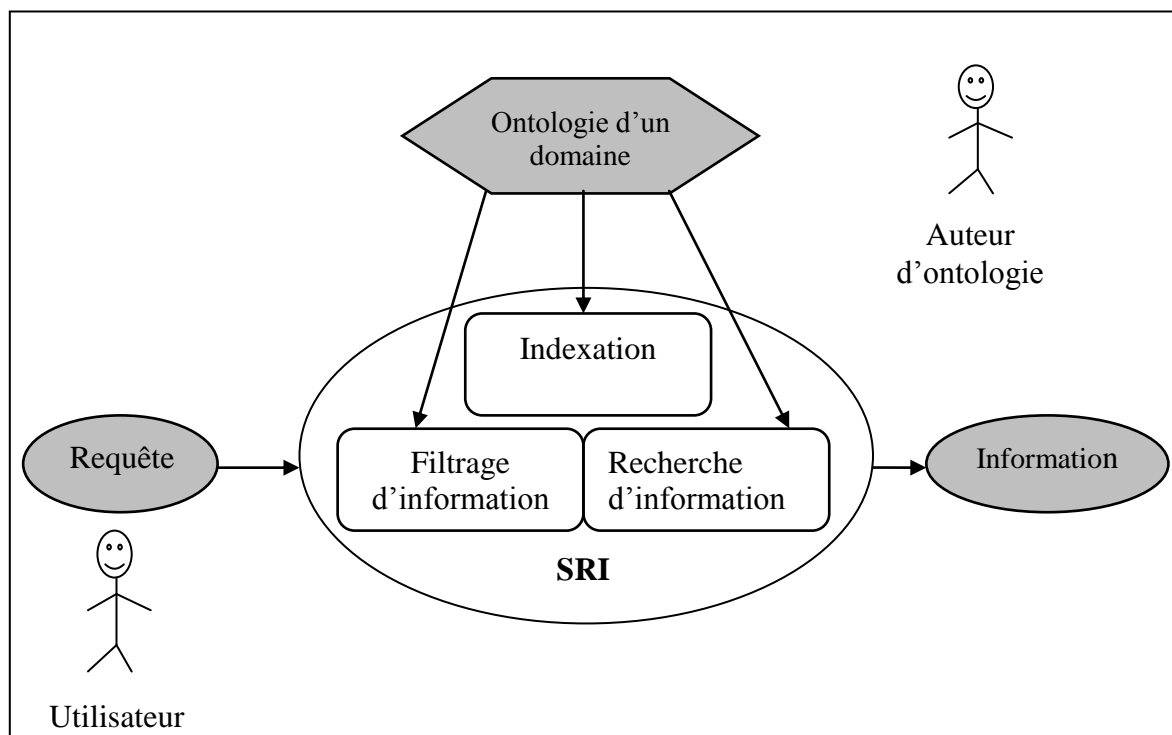 Ontologie d’un
domaine
Auteur
d’ontologie
Indexation
Requête
Filtrage
d’information
Recherche
d’information
Information
SRI
Utilisateur